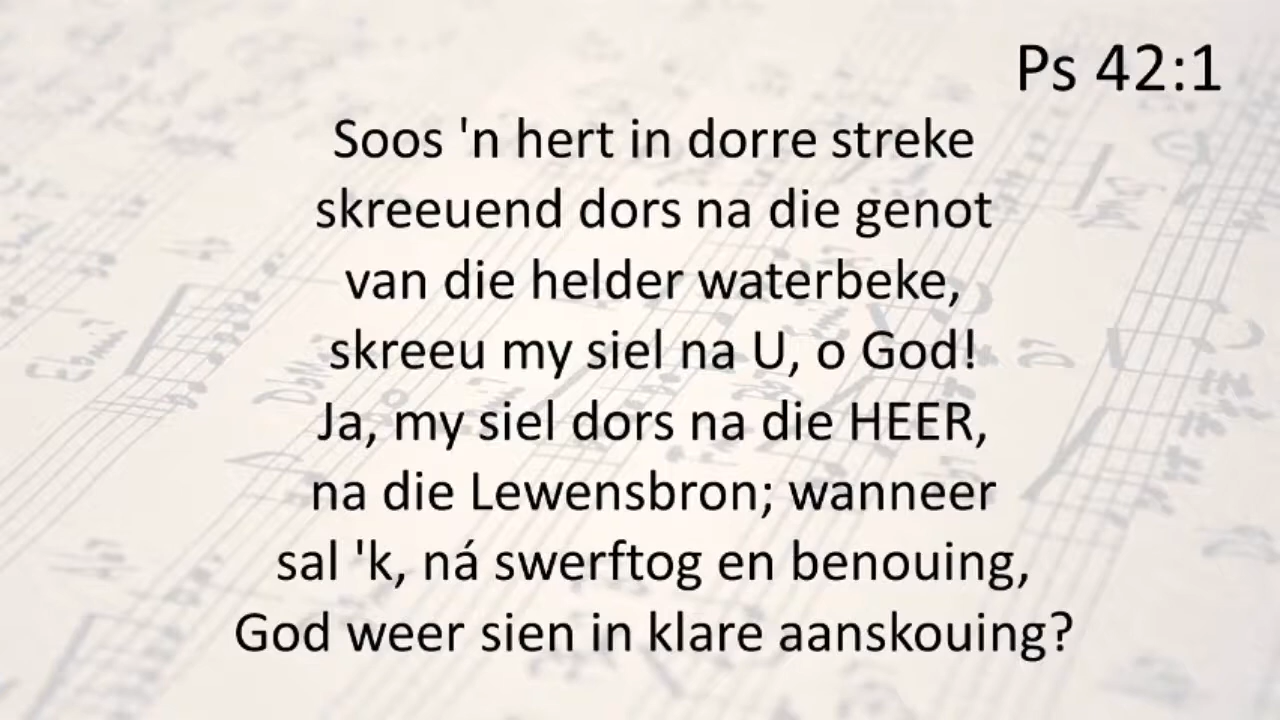 Ps 42:1
Soos 'n hert in dorre streke
skreeuend dors na die genot
van die helder waterbeke,
skreeu my siel na U, o God!
Ja, my siel dors na die HEER,
na die Lewensbron; wanneer
sal 'k, ná swerftog en benouing,
God weer sien in klare aanskouing?